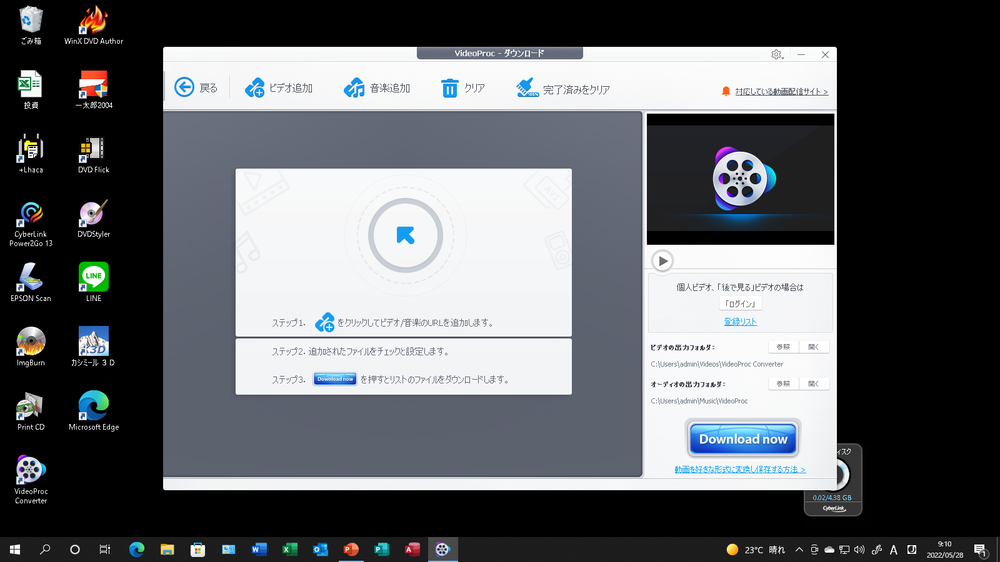 ごみ箱
WinX DVD Author
投資
一太郎2004
+Lhaca
DVD Flick
CyberLink
Power2Go 13
DVDStyler
EPSON Scan
LINE
LINE
ImgBurn
カシミール 3D
3D
Print CD
Microsoft Edge
VideoProc
Converter
VideoProc - ダウンロード
戻る
ビデオ追加
音楽追加
クリア
100%
完了済みをクリア
対応している動画配信サイト >
AVI
ステップ1.
をクリックしてビデオ/音楽のURLを追加します。
ステップ2. 追加されたファイルをチェックと設定します。
ステップ3.
Download now
を押すとリストのファイルをダウンロードします。
個人ビデオ、「後で見る」ビデオの場合は
「ログイン」
登録リスト
ビデオの出力フォルダ:
参照
開く
C:\Users\admin\Videos\VideoProc Converter
オーディオの出力フォルダ:
参照
開く
C:\Users\admin\Music\VideoProc
Download now
動画を好きな形式に変換し保存する方法 >
ィスク
0.02/4.38 GB
CyberLink
23°C 晴れ
A
9:10
2022/05/28
1